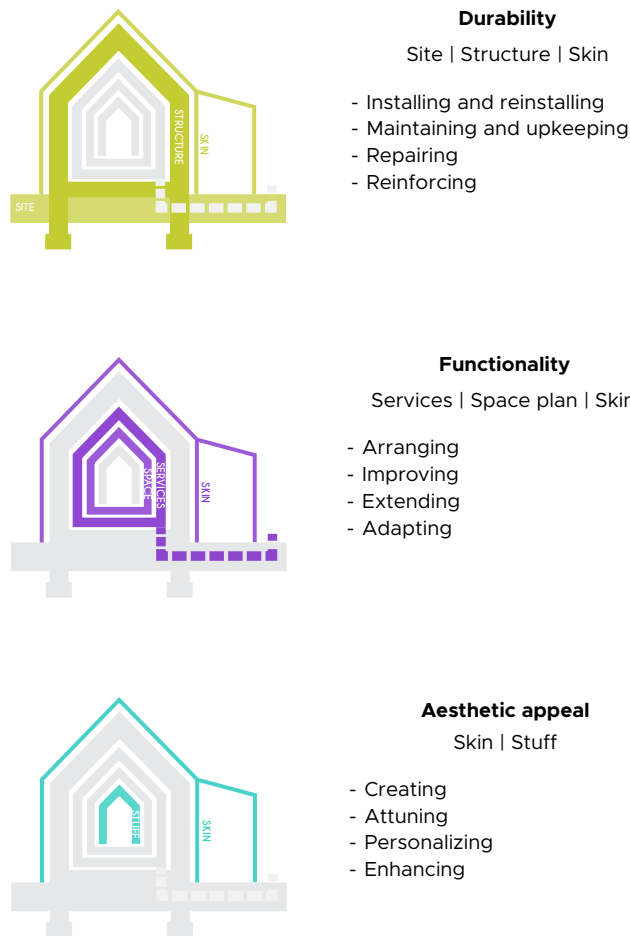 Durability
Site | Structure | Skin
- Installing and reinstalling
- Maintaining and upkeeping
- Repairing
- Reinforcing
STRUCTURE
SKIN
SITE
Functionality
Services | Space plan | Skin
- Arranging
- Improving
- Extending
- Adapting
SERVICES
SPACE
SKIN
Aesthetic appeal
Skin | Stuff
- Creating
- Attuning
- Personalizing
- Enhancing
STUFF
SKIN